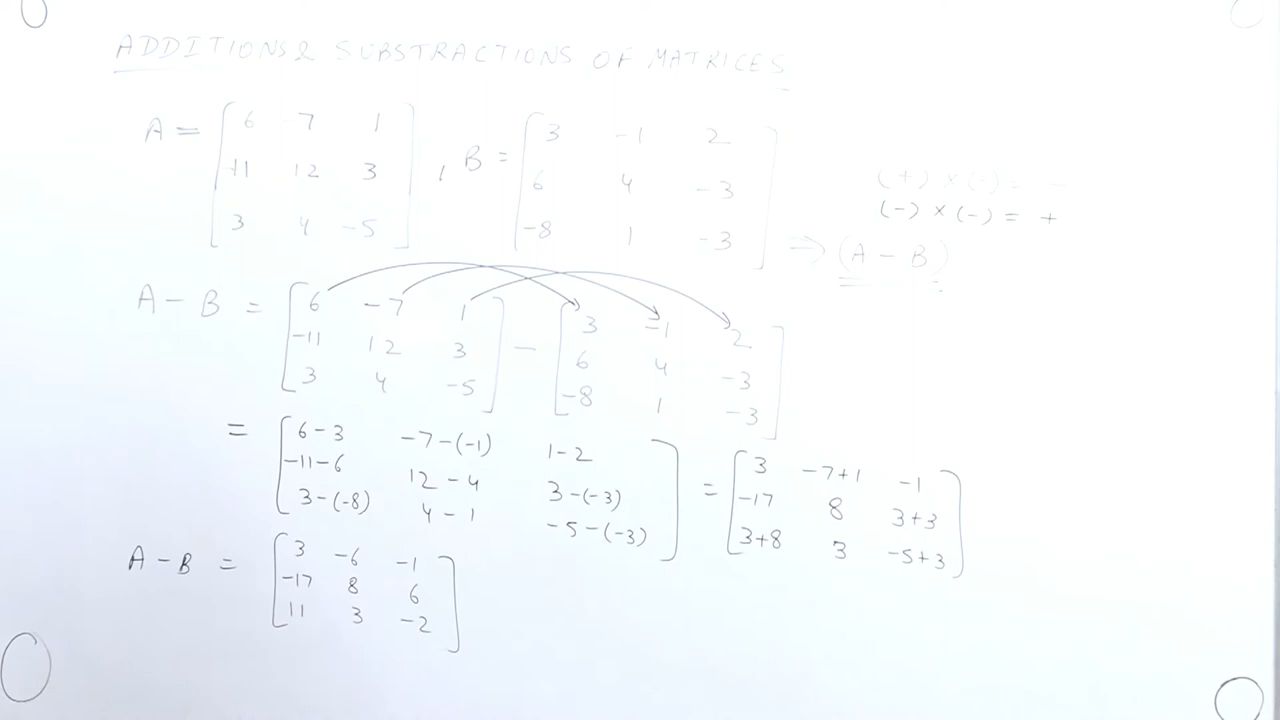 ADDITIONS & SUBSTRACTIONS OF MATRICES
A = [ 6 7 1 , B = [ 3 -1 2 ]
-11 12 3 6 4 -3 (+) × (-) = -
3 4 -5 ] -8 1 -3 ] (-) × (-) = +
⇒ (A - B)
A - B = [ 6 -7 1 ] - [ 3 -1 2 ]
-11 12 3 6 4 -3
3 4 -5 -8 1 -3
= [ 6-3 -7-(-1) 1-2 ] = [ 3 -7+1 -1 ]
-11-6 12-4 3-(-3) -17 8 3+3
3-(-8) 4-1 -5-(-3) 3+8 3 -5+3
A - B = [ 3 -6 -1 ]
-17 8 6
11 3 -2